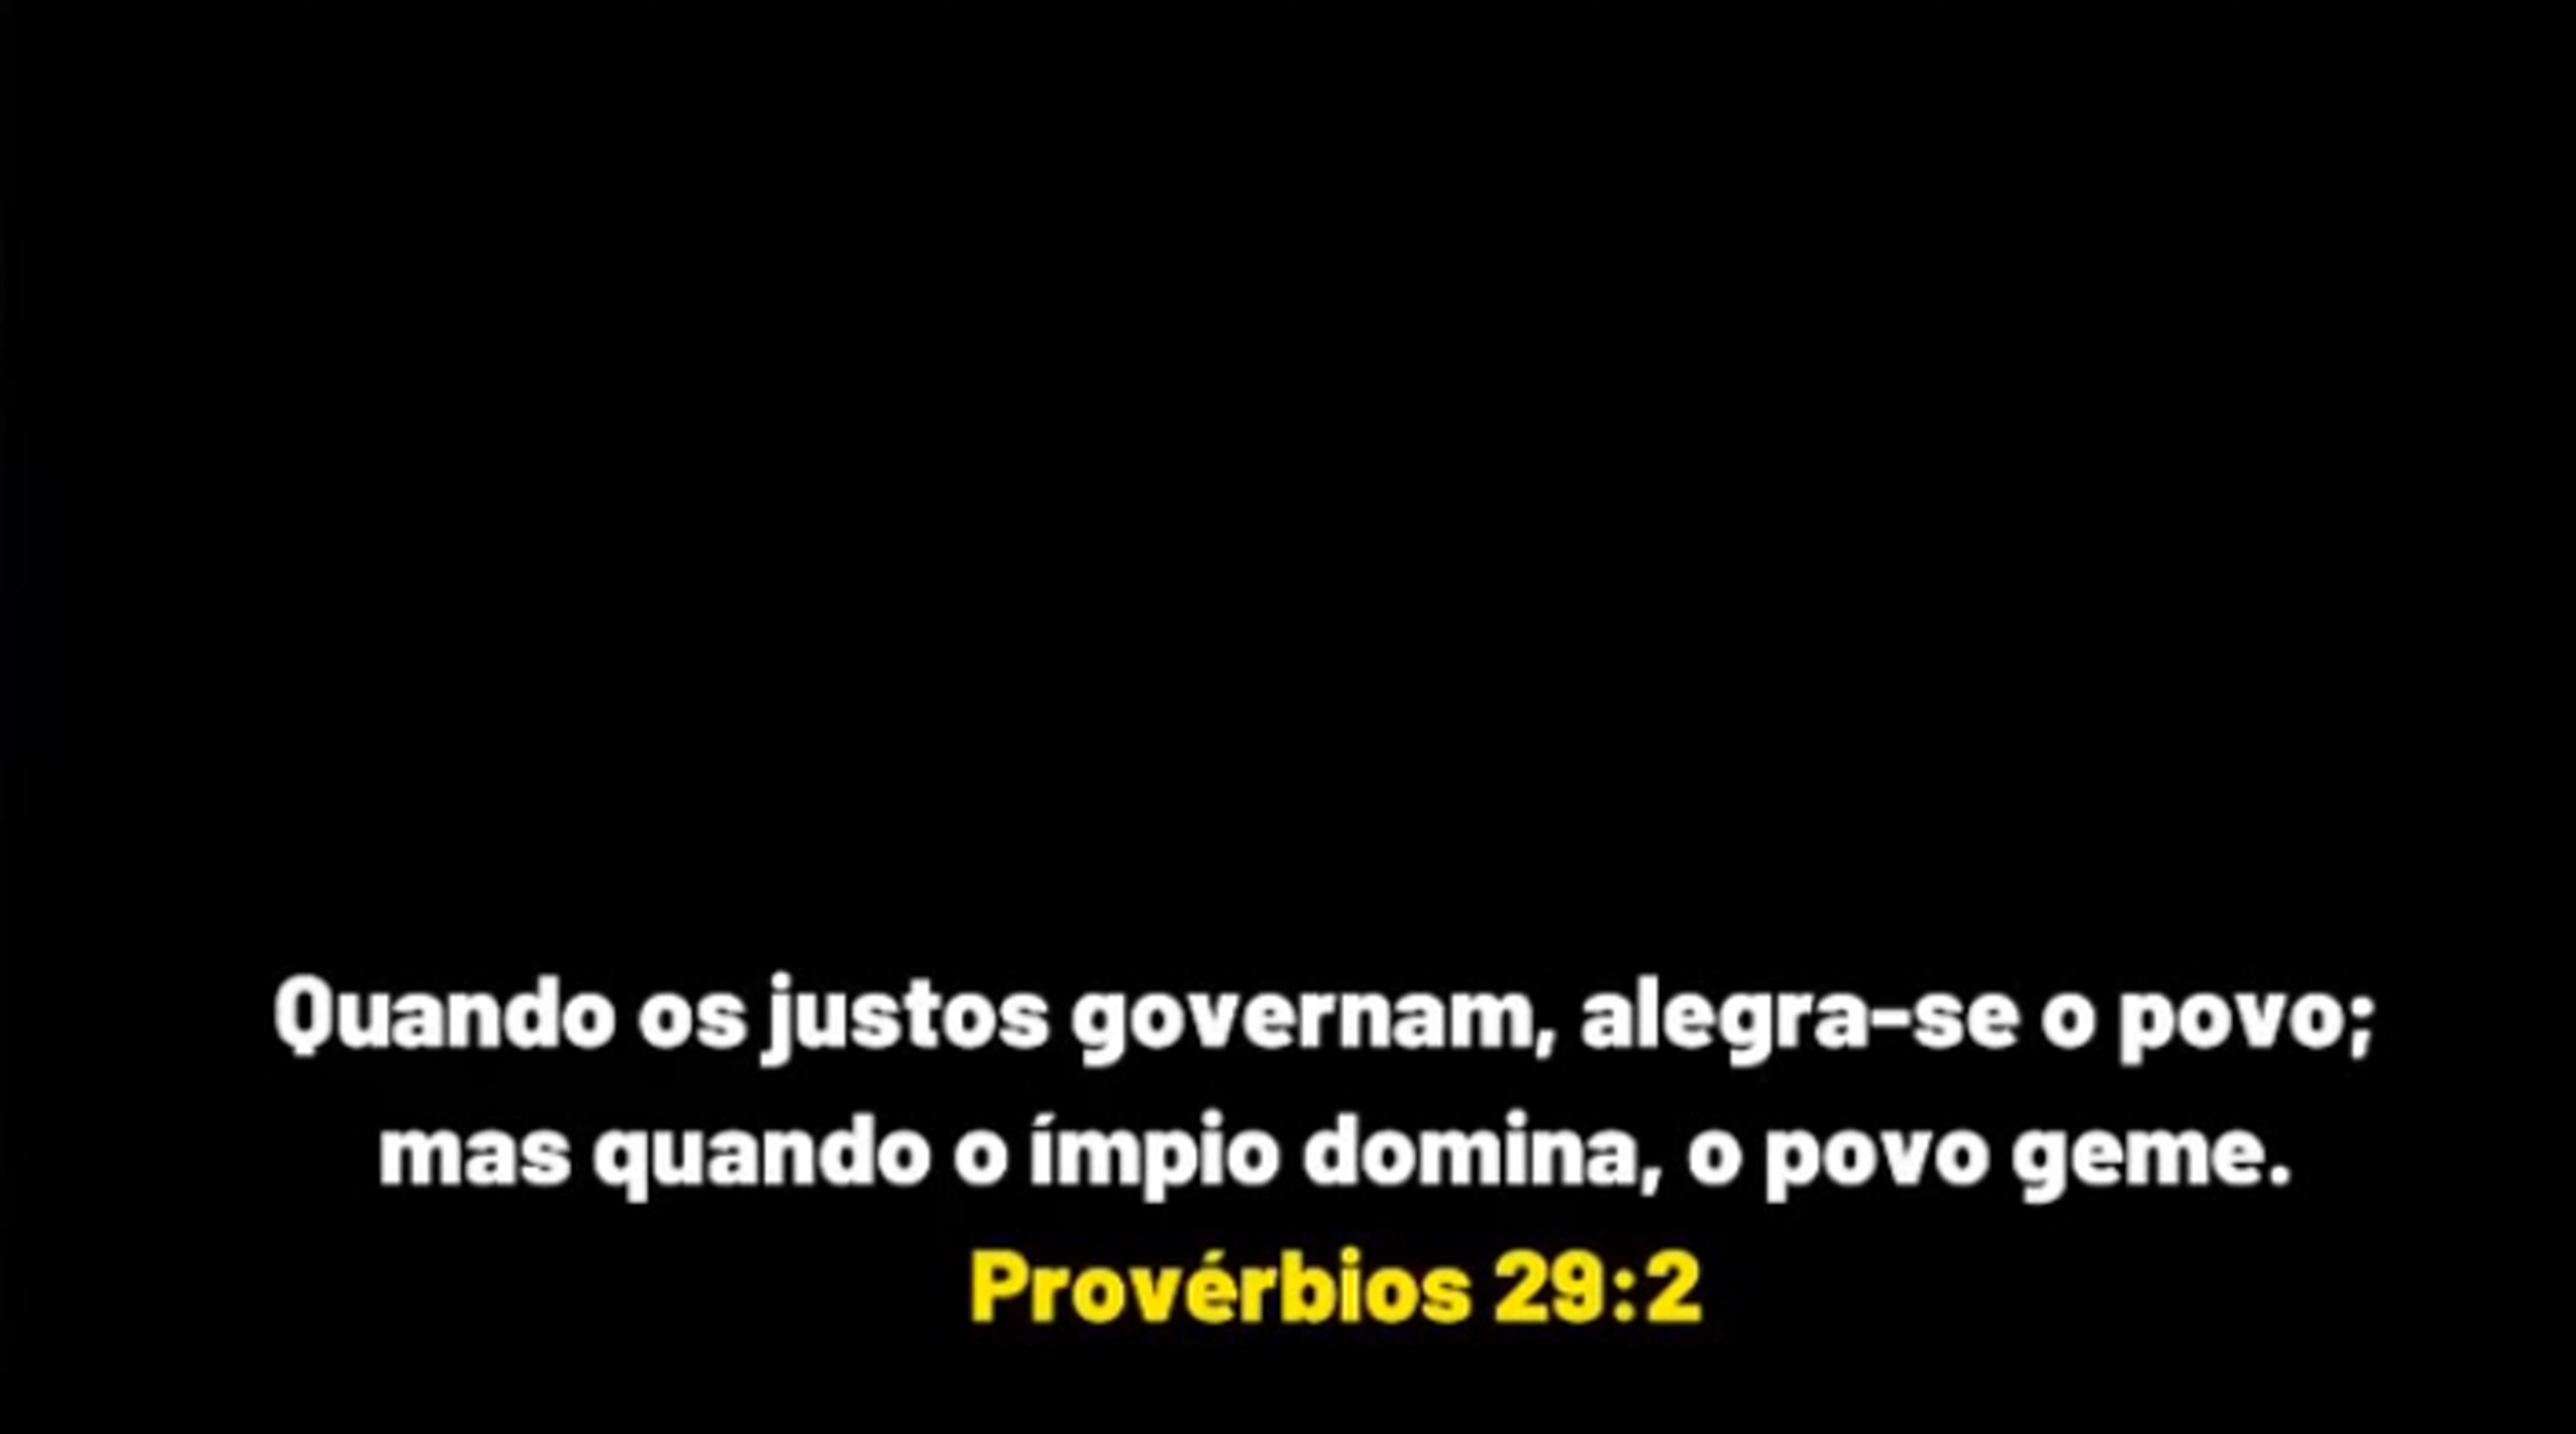 Quando os justos governam, alegra-se o povo;
mas quando o ímpio domina, o povo geme.
Provérbios 29:2